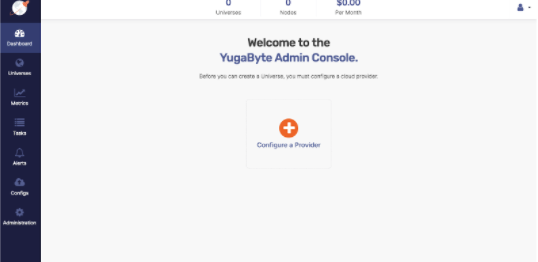 0
0
$0.00
Universes
Nodes
Per Month
Dashboard
Universes
Metrics
Tasks
Alerts
Configs
Administration
Welcome to the
YugaByte Admin Console.
Before you can create a Universe, you must configure a cloud provider.
Configure a Provider